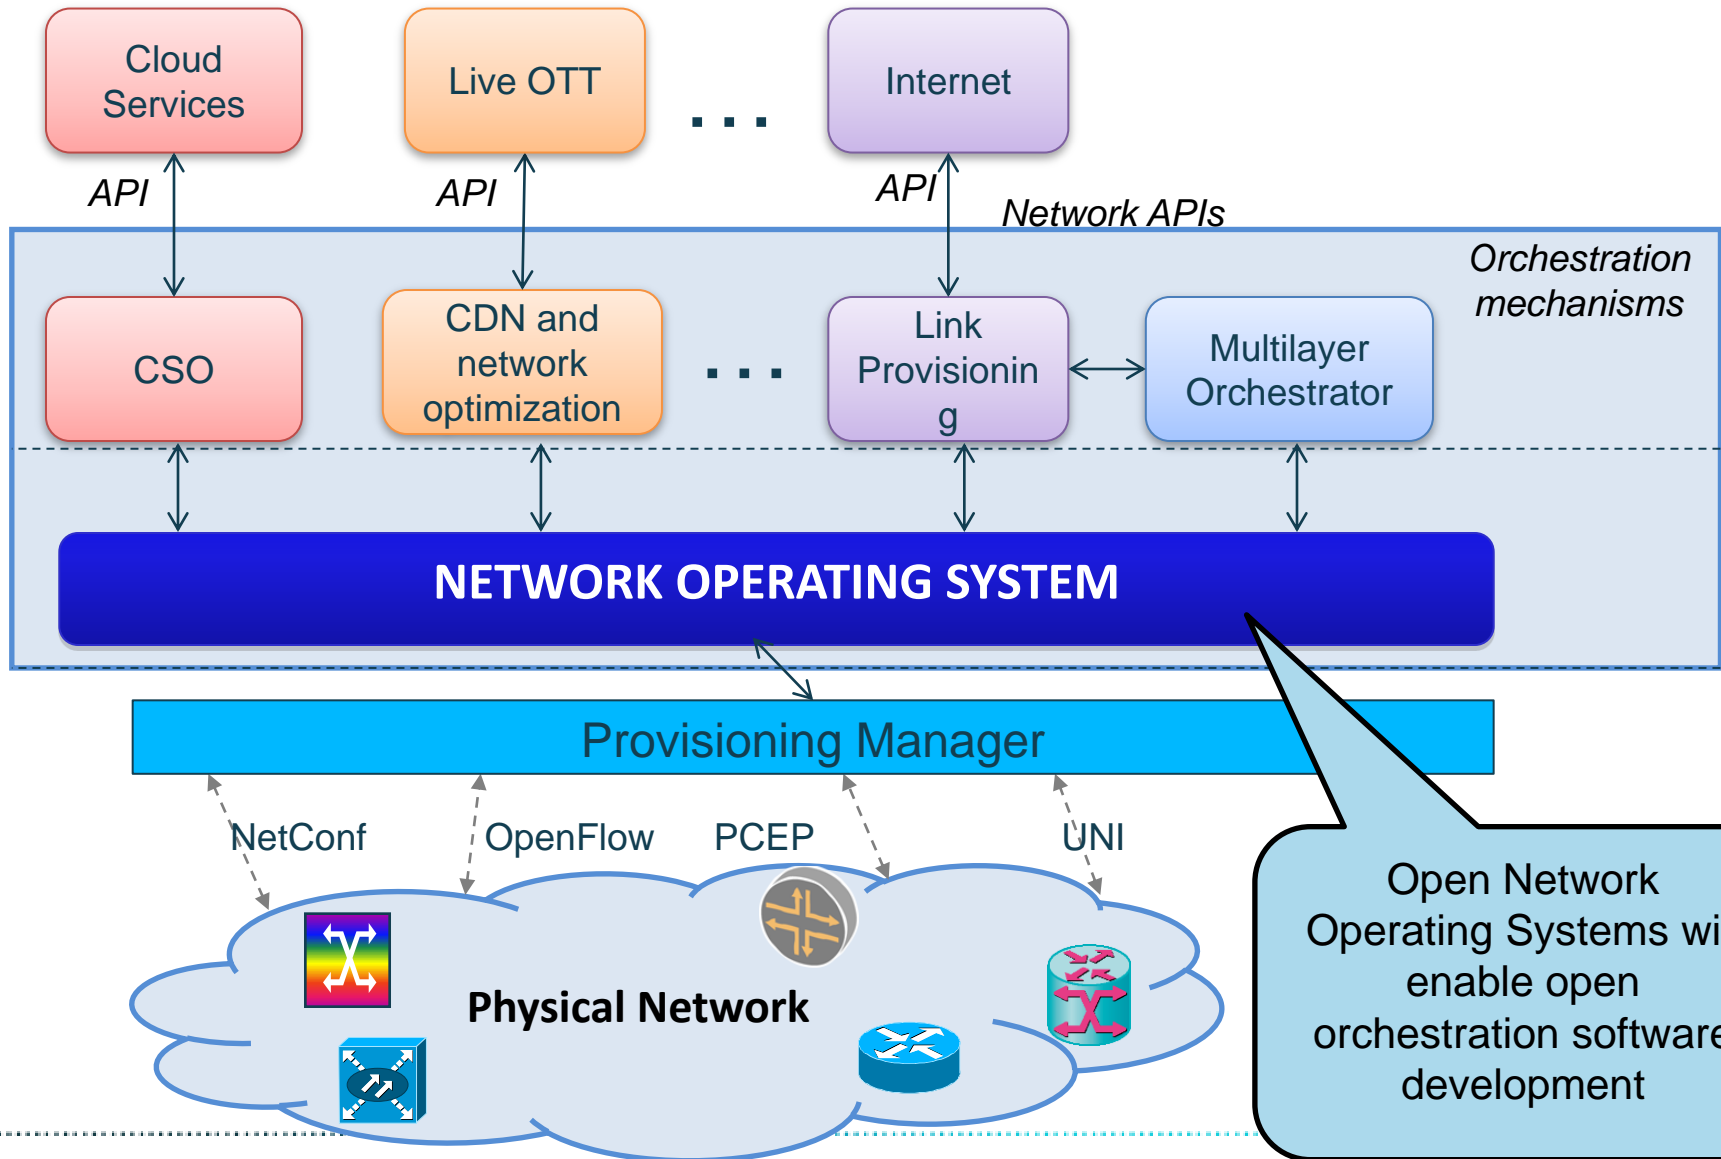 Cloud
Services
Live OTT
. . .
Internet
API
API
API
Network APIs
Orchestration
mechanisms
CSO
CDN and
network
optimization
. . .
Link
Provisionin
g
Multilayer
Orchestrator
NETWORK OPERATING SYSTEM
Provisioning Manager
NetConf
OpenFlow
PCEP
UNI
Physical Network
Open Network
Operating Systems wi
enable open
orchestration software
development